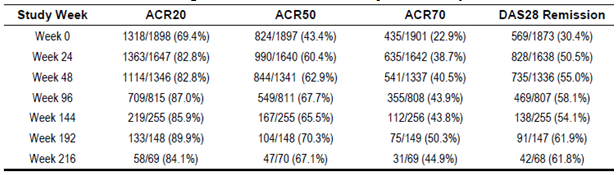 Study Week ACR20 ACR50 ACR70 DAS28 Remission
Week 0 1318/1898 (69.4%) 824/1897 (43.4%) 435/1901 (22.9%) 569/1873 (30.4%)
Week 24 1363/1647 (82.8%) 990/1640 (60.4%) 635/1642 (38.7%) 828/1638 (50.5%)
Week 48 1114/1346 (82.8%) 844/1341 (62.9%) 541/1337 (40.5%) 735/1336 (55.0%)
Week 96 709/815 (87.0%) 549/811 (67.7%) 355/808 (43.9%) 469/807 (58.1%)
Week 144 219/255 (85.9%) 167/255 (65.5%) 112/256 (43.8%) 138/255 (54.1%)
Week 192 133/148 (89.9%) 104/148 (70.3%) 75/149 (50.3%) 91/147 (61.9%)
Week 216 58/69 (84.1%) 47/70 (67.1%) 31/69 (44.9%) 42/68 (61.8%)